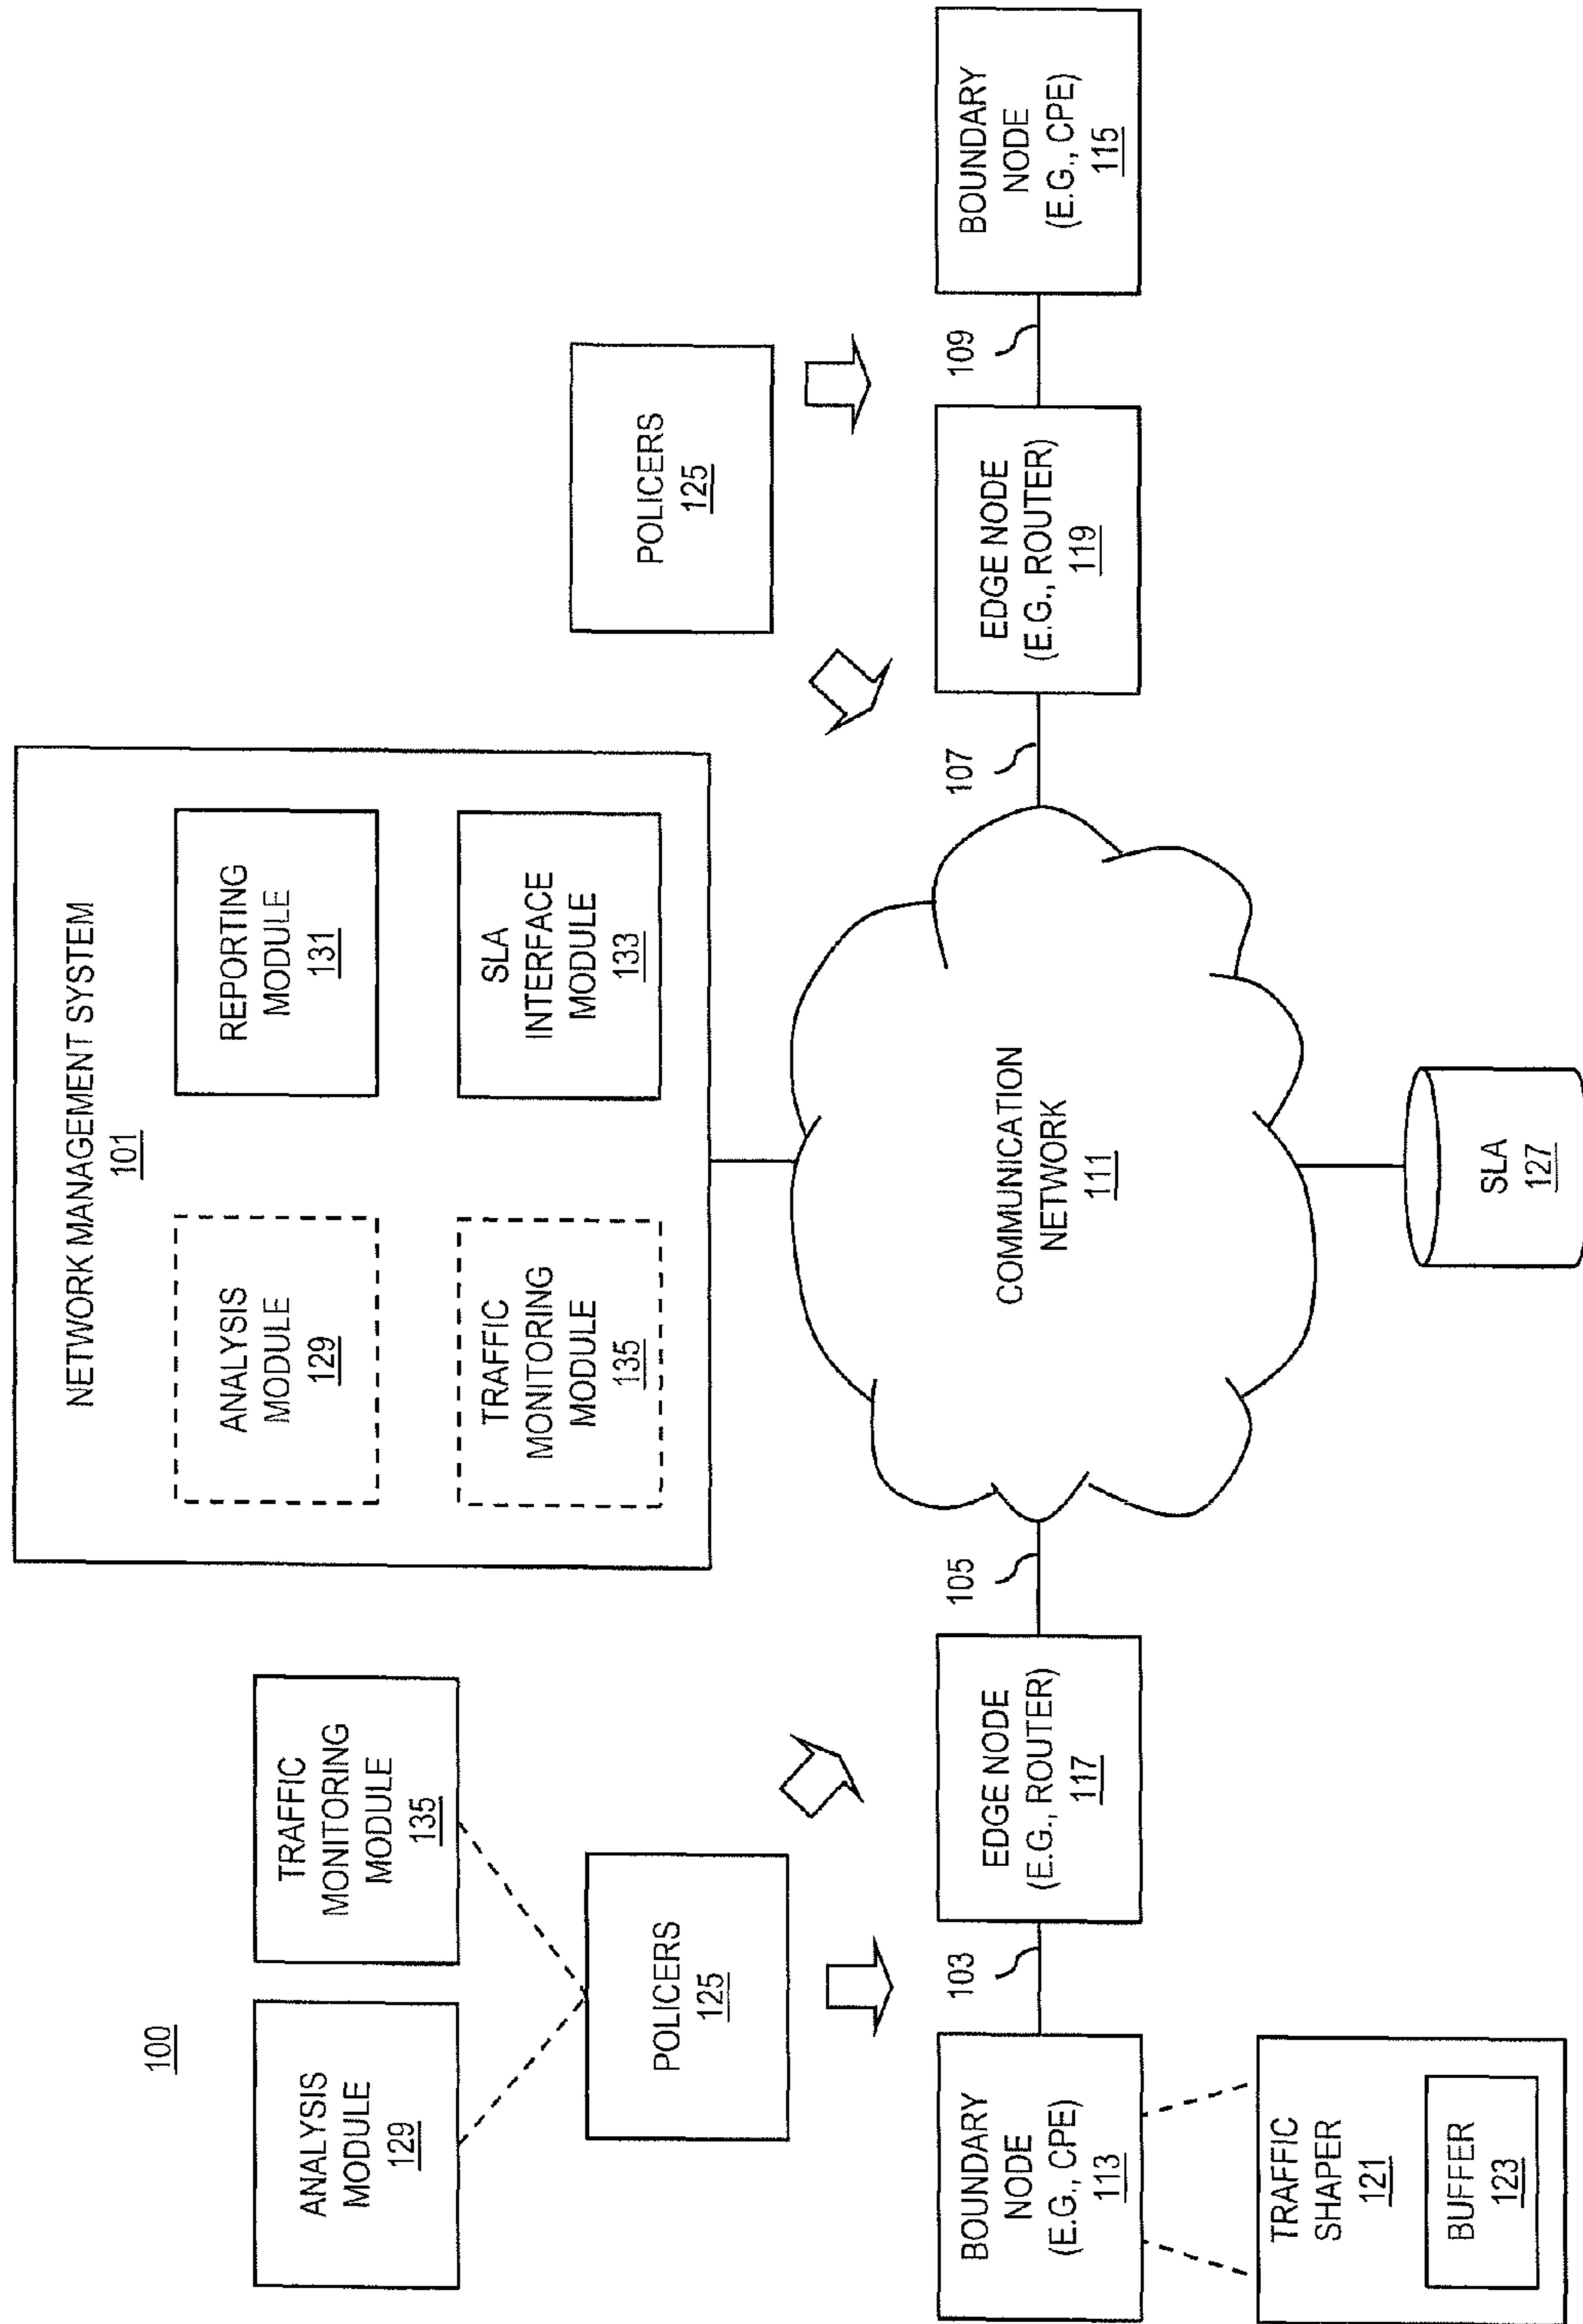 100
NETWORK MANAGEMENT SYSTEM
101
ANALYSIS
MODULE
129
REPORTING
MODULE
131
TRAFFIC
MONITORING
MODULE
135
SLA
INTERFACE
MODULE
133
ANALYSIS
MODULE
129
TRAFFIC
MONITORING
MODULE
135
POLICERS
125
POLICERS
125
BOUNDARY
NODE
(E.G., CPE)
113
103
EDGE NODE
(E.G., ROUTER)
117
105
COMMUNICATION
NETWORK
111
107
EDGE NODE
(E.G., ROUTER)
119
109
BOUNDARY
NODE
(E.G., CPE)
115
TRAFFIC
SHAPER
121
BUFFER
123
SLA
127